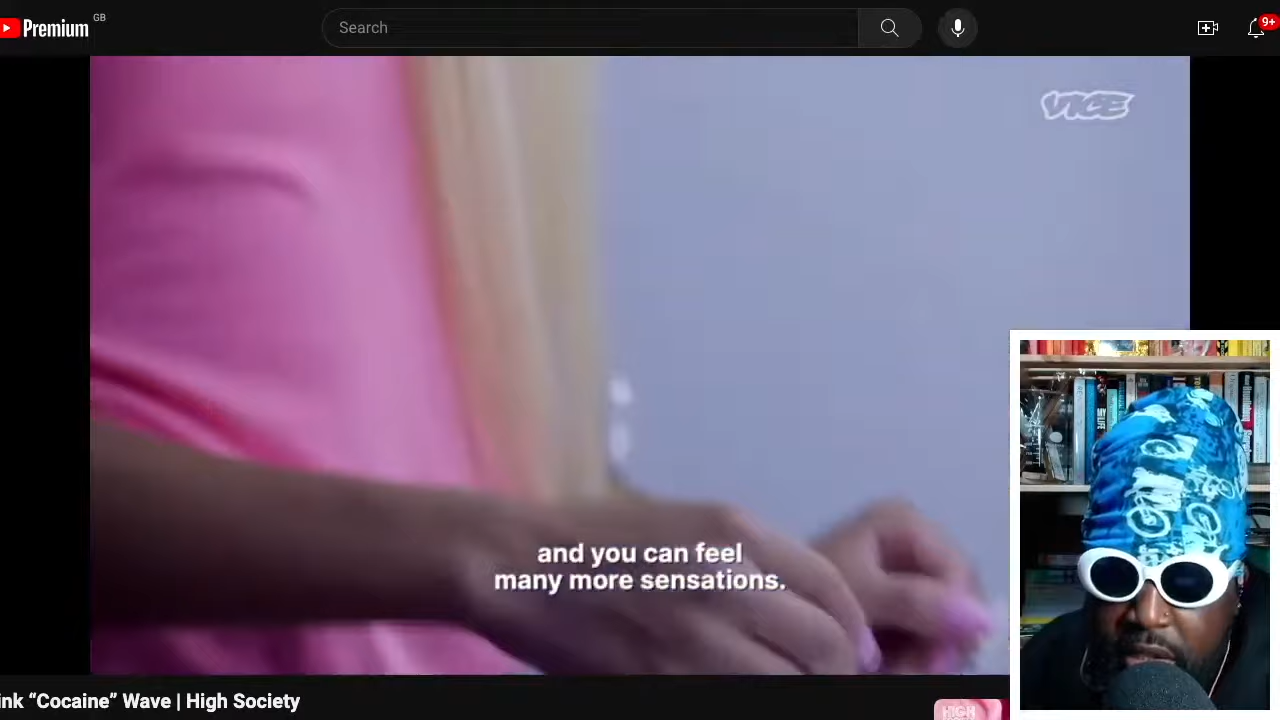 Premium
GB
Search
9+
VICE
and you can feel
many more sensations.
ink “Cocaine” Wave | High Society
HIGH